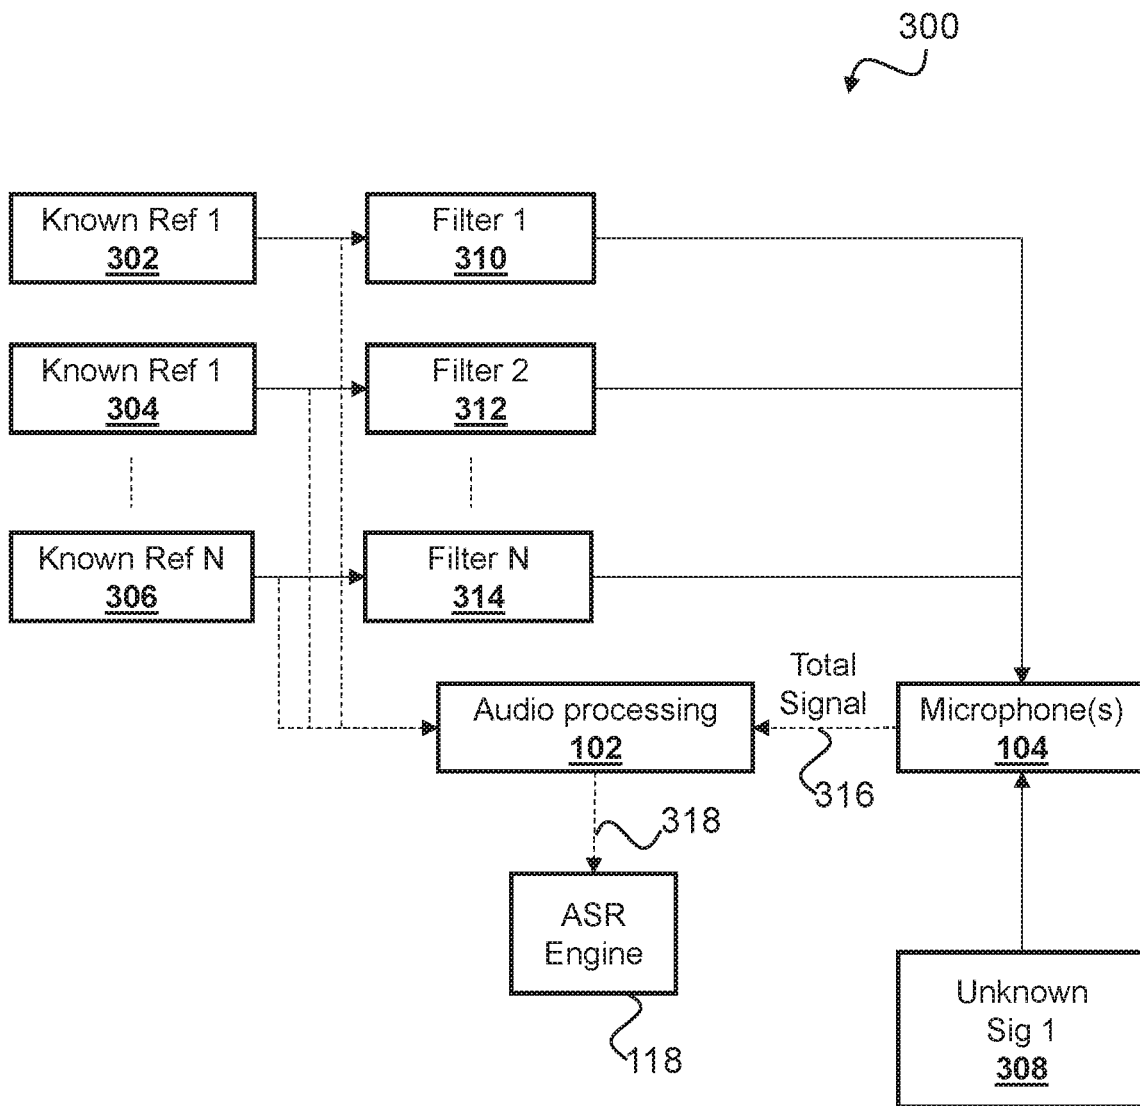 300
Known Ref 1
302
Filter 1
310
Known Ref 1
304
Filter 2
312
Known Ref N
306
Filter N
314
Total
Signal
Audio processing
102
Microphone(s)
104
316
318
ASR
Engine
118
Unknown
Sig 1
308